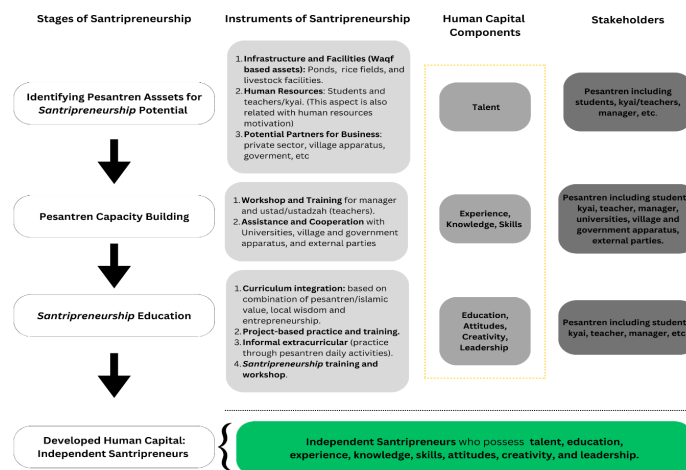 Stages of Santripreneurship
Instruments of Santripreneurship
Human Capital
Components
Stakeholders
Identifying Pesantren Asssets for
Santripreneurship Potential
1. Infrastructure and Facilities (Waqf
based assets): Ponds, rice fields, and
livestock facilities.
2. Human Resources: Students and
teachers/kyai. (This aspect is also
related with human resources
motivation)
3. Potential Partners for Business:
private sector, village apparatus,
goverment, etc
Talent
Pesantren including
students, kyai/teachers,
manager, etc.
Pesantren Capacity Building
1. Workshop and Training for manager
and ustad/ustadzah (teachers).
2. Assistance and Cooperation with
Universities, village and government
apparatus, and external parties
Experience,
Knowledge, Skills
Pesantren including student
kyai, teacher, manager,
universities, village and
government apparatus,
external parties.
Santripreneurship Education
1. Curriculum integration: based on
combination of pesantren/islamic
value, local wisdom and
entrepreneurship.
2. Project-based practice and training.
3. Informal extracurricular (practice
through pesantren daily activities).
4. Santripreneurship training and
workshop.
Education,
Attitudes,
Creativity,
Leadership
Pesantren including student
kyai, teacher, manager, etc
Developed Human Capital:
Independent Santripreneurs
Independent Santripreneurs who possess talent, education,
experience, knowledge, skills, attitudes, creativity, and leadership.